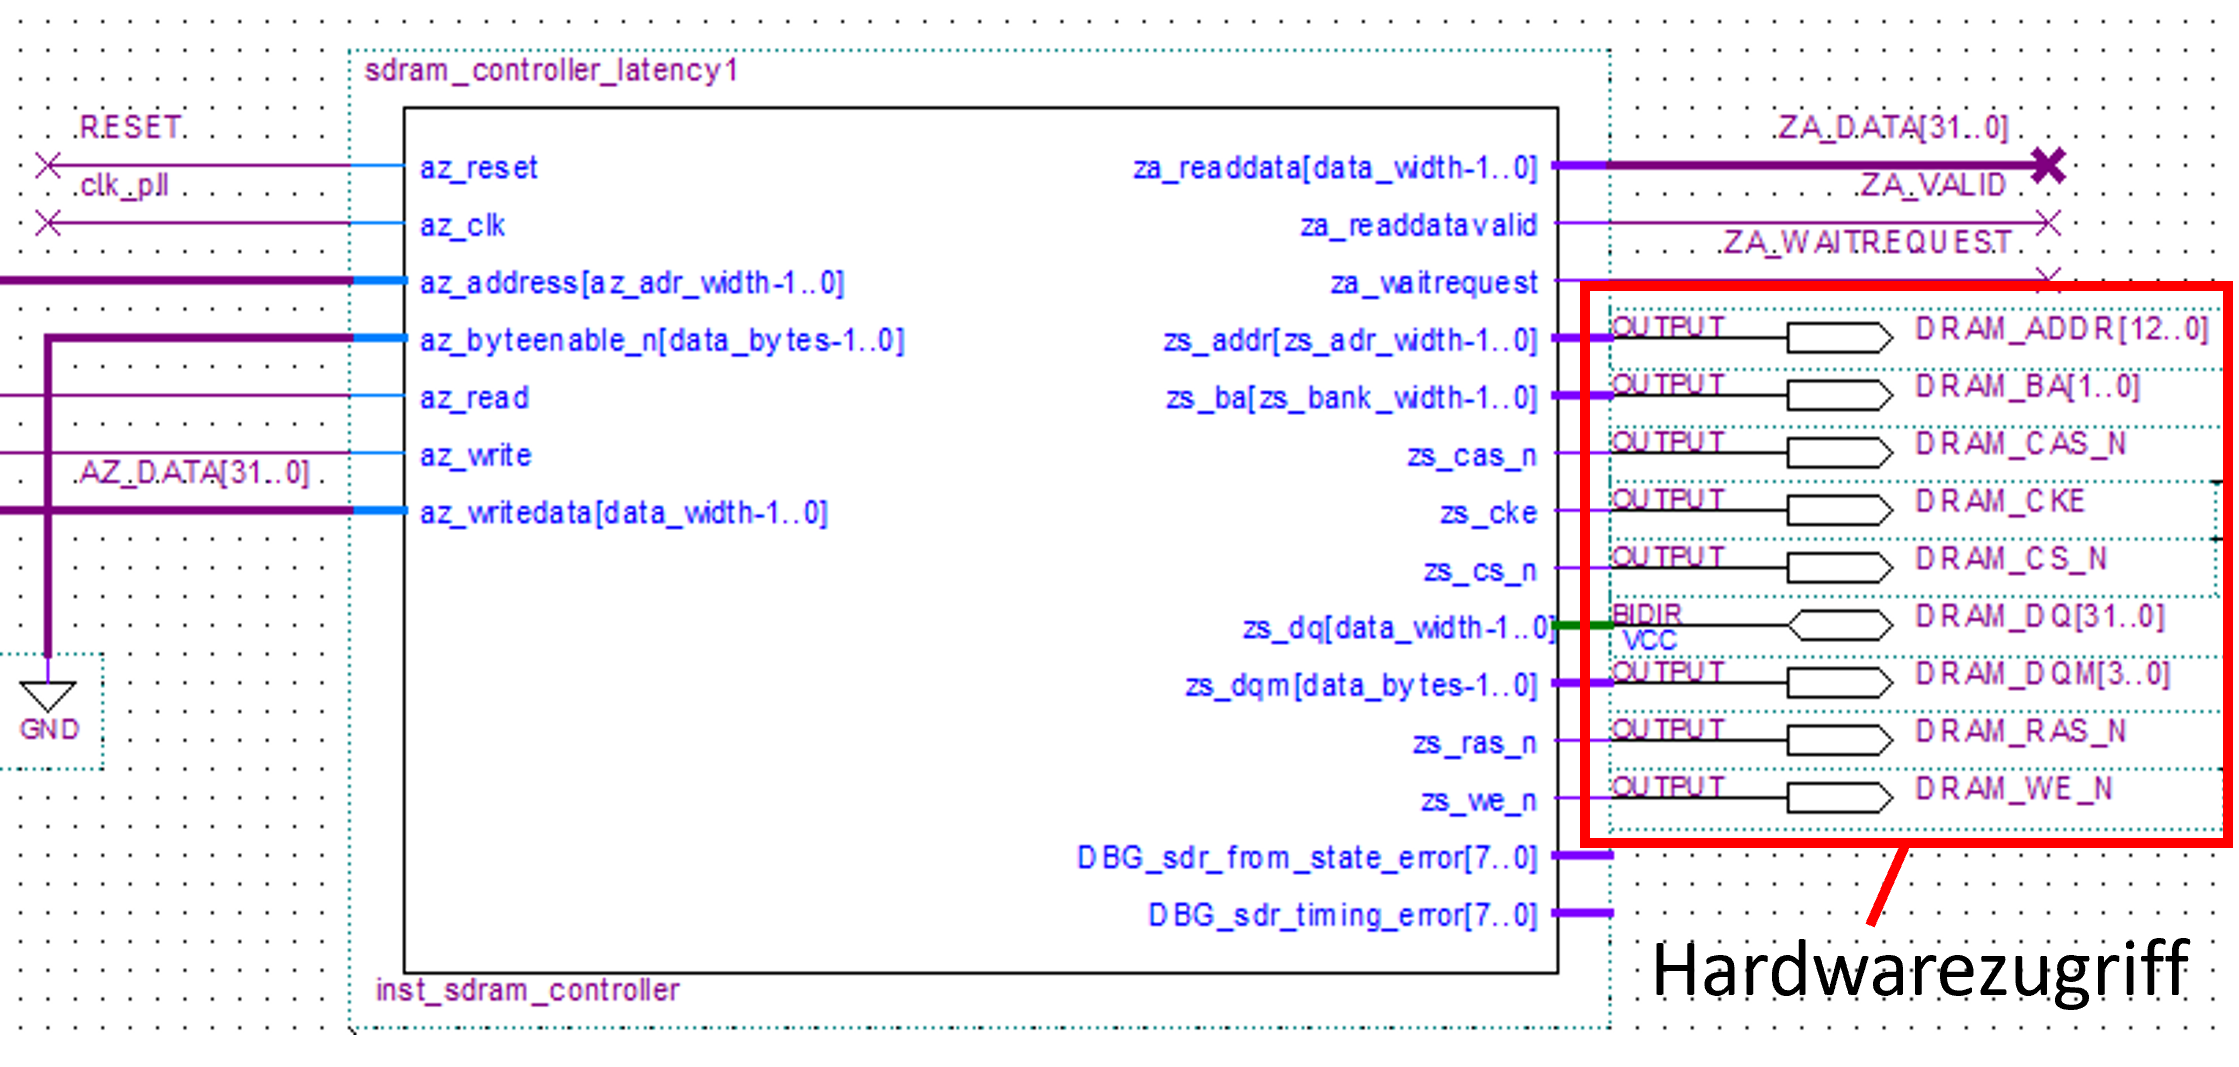 sdram_controller_latency1
RESET
clk_pll
AZ_DATA[31..0]
GND
az_reset
az_clk
az_address[az_adr_width-1..0]
az_byteenable_n[data_bytes-1..0]
az_read
az_write
az_writedata[data_width-1..0]
za_readdata[data_width-1..0]
za_readdatavalid
za_waitrequest
zs_addr[zs_adr_width-1..0]
zs_ba[zs_bank_width-1..0]
zs_cas_n
zs_cke
zs_cs_n
zs_dq[data_width-1..0]
zs_dqm[data_bytes-1..0]
zs_ras_n
zs_we_n
DBG_sdr_from_state_error[7..0]
DBG_sdr_timing_error[7..0]
ZA_DATA[31..0]
ZA_VALID
ZA_WAITREQUEST
OUTPUT DRAM_ADDR[12..0]
OUTPUT DRAM_BA[1..0]
OUTPUT DRAM_CAS_N
OUTPUT DRAM_CKE
OUTPUT DRAM_CS_N
BIDIR DRAM_DQ[31..0]
VCC
OUTPUT DRAM_DQM[3..0]
OUTPUT DRAM_RAS_N
OUTPUT DRAM_WE_N
Hardwarezugriff
inst_sdram_controller